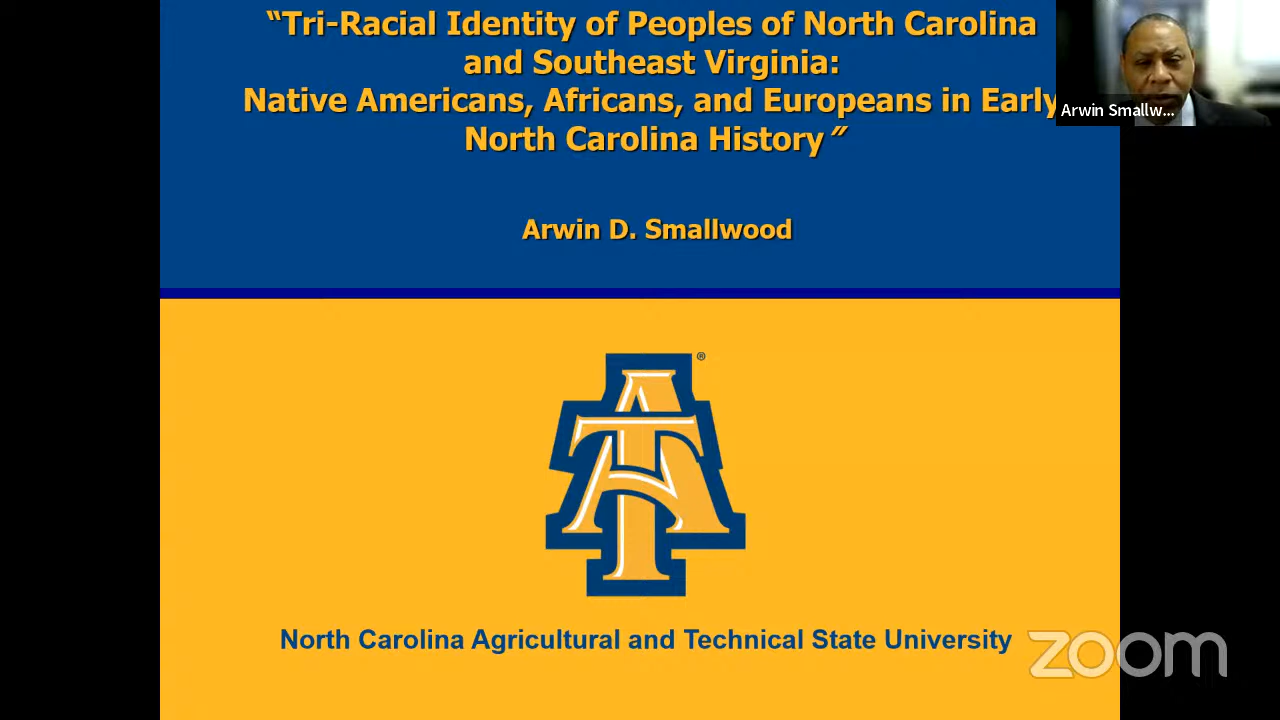 “Tri-Racial Identity of Peoples of North Carolina
and Southeast Virginia:
Native Americans, Africans, and Europeans in Early
North Carolina History”
Arwin Smallw...
Arwin D. Smallwood
AT
®
North Carolina Agricultural and Technical State University
zoom